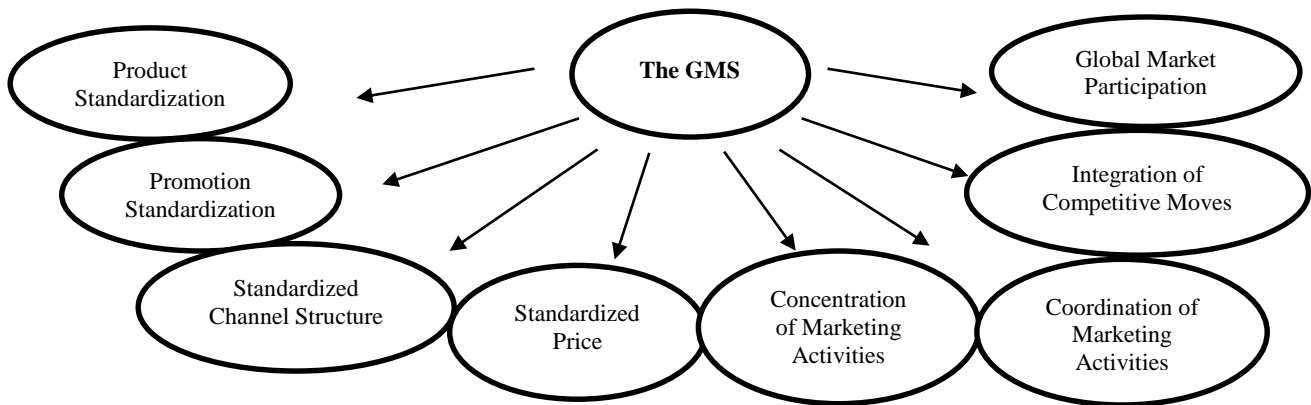 The GMS
Product
Standardization
Promotion
Standardization
Standardized
Channel Structure
Standardized
Price
Concentration
of Marketing
Activities
Coordination of
Marketing
Activities
Integration of
Competitive Moves
Global Market
Participation